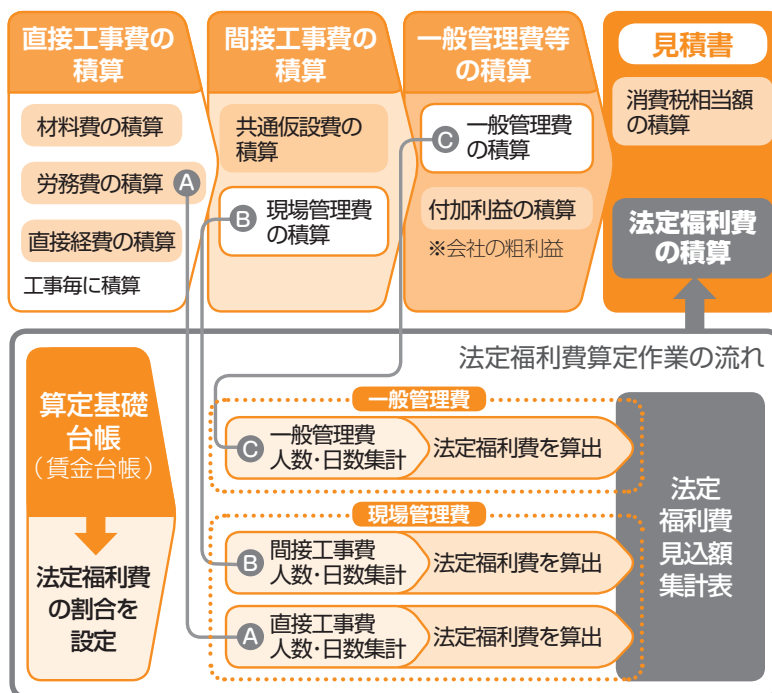 直接工事費の
積算
材料費の積算
労務費の積算 A
直接経費の積算
工事毎に積算
間接工事費の
積算
共通仮設費の
積算
B 現場管理費
の積算
一般管理費等
の積算
C 一般管理費
の積算
付加利益の積算
※会社の粗利益
見積書
消費税相当額
の積算
法定福利費
の積算
法定福利費算定作業の流れ
算定基礎
台帳
(賃金台帳)
法定福利費
の割合を
設定
一般管理費
C 一般管理費
人数・日数集計
法定福利費を算出
現場管理費
B 間接工事費
人数・日数集計
法定福利費を算出
A 直接工事費
人数・日数集計
法定福利費を算出
法定
福利費
見込額
集計表